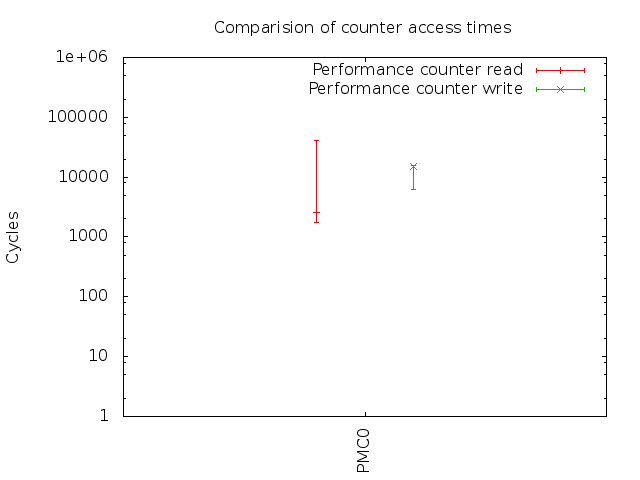 Comparision of counter access times
1e+06
100000
10000
1000
100
10
1
Cycles
Performance counter read
Performance counter write
PMC0